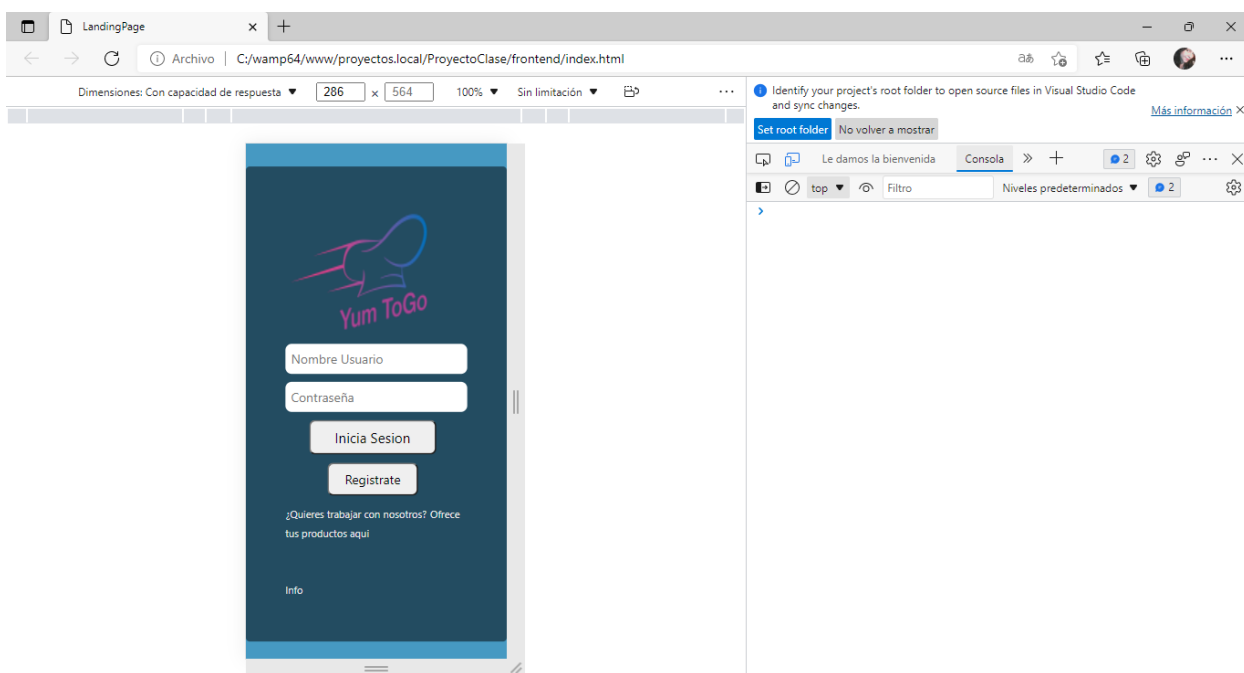 LandingPage
Archivo | C:/wamp64/www/proyectos.local/ProyectoClase/frontend/index.html
aあ
Dimensiones: Con capacidad de respuesta ▼ 286 x 564 100% ▼ Sin limitación ▼
Identify your project's root folder to open source files in Visual Studio Code
and sync changes.
Más información
Set root folder No volver a mostrar
Le damos la bienvenida Consola 2
top ▼ Filtro Niveles predeterminados ▼ 2
Yum ToGo
Nombre Usuario
Contraseña
Inicia Sesion
Registrate
¿Quieres trabajar con nosotros? Ofrece
tus productos aqui
Info